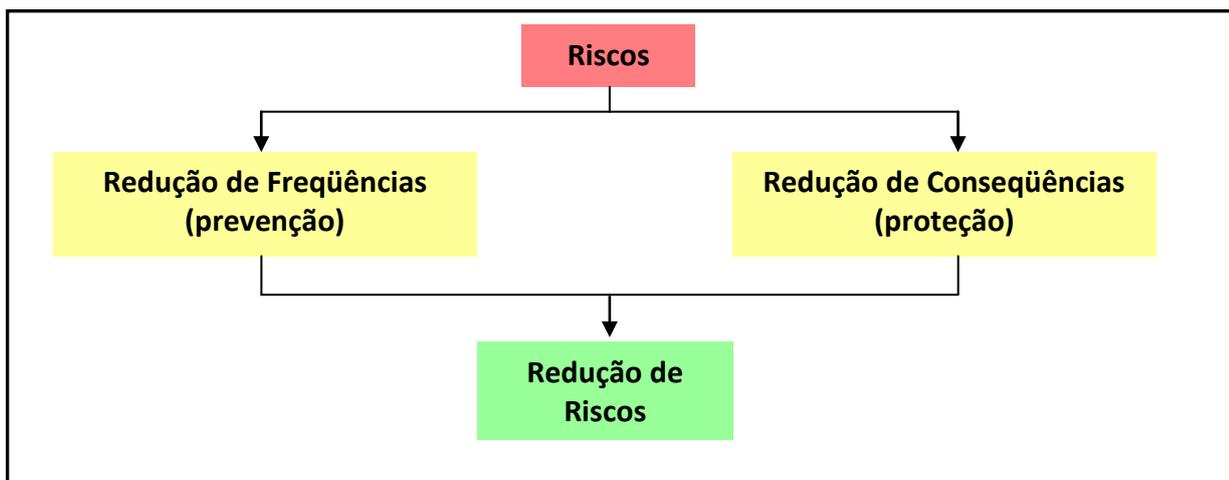 Riscos
Redução de Freqüências
(prevenção)
Redução de Conseqüências
(proteção)
Redução de
Riscos